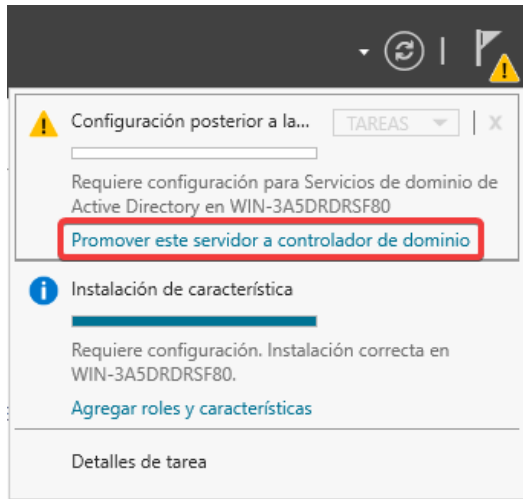 Configuración posterior a la...
TAREAS
X
Requiere configuración para Servicios de dominio de
Active Directory en WIN-3A5DRDRSF80
Promover este servidor a controlador de dominio
Instalación de característica
Requiere configuración. Instalación correcta en
WIN-3A5DRDRSF80.
Agregar roles y características
Detalles de tarea